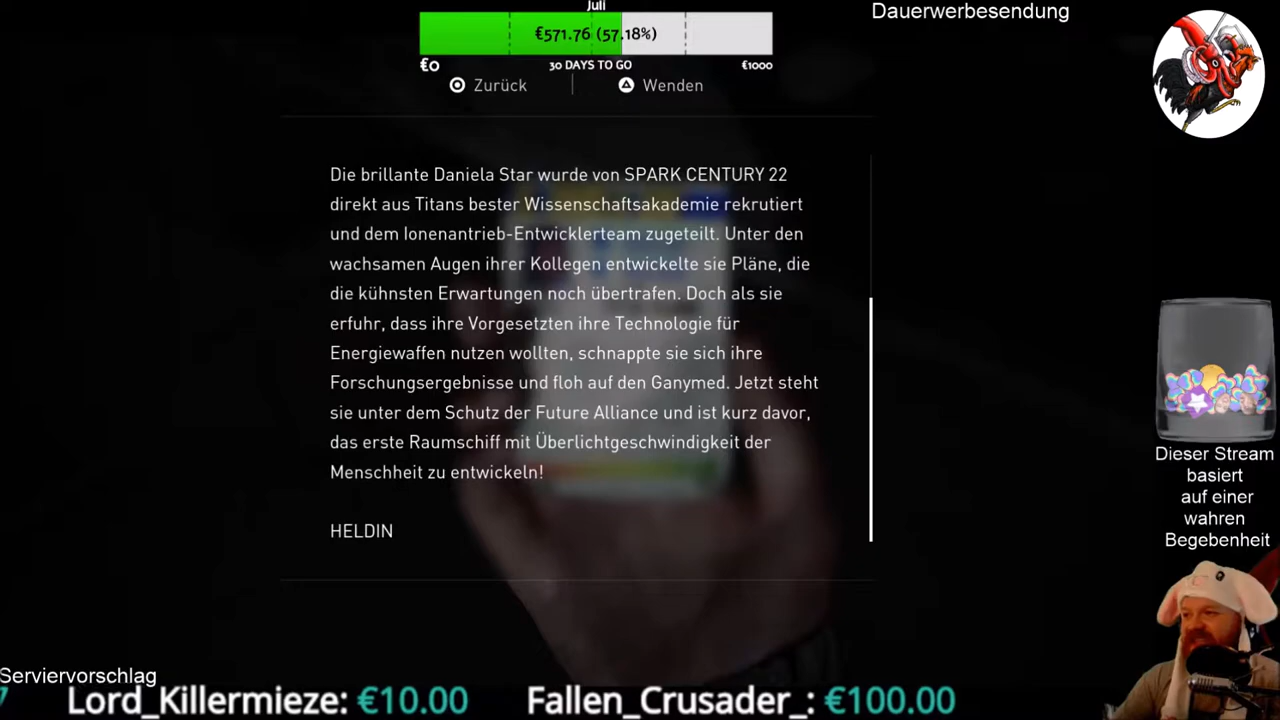 Juli
Dauerwerbesendung
€571.76 (57.18%)
€0
30 DAYS TO GO
€1000
Zurück
Wenden
Die brillante Daniela Star wurde von SPARK CENTURY 22
direkt aus Titans bester Wissenschaftsakademie rekrutiert
und dem Ionenantrieb-Entwicklerteam zugeteilt. Unter den
wachsamen Augen ihrer Kollegen entwickelte sie Pläne, die
die kühnsten Erwartungen noch übertrafen. Doch als sie
erfuhr, dass ihre Vorgesetzten ihre Technologie für
Energiewaffen nutzen wollten, schnappte sie sich ihre
Forschungsergebnisse und floh auf den Ganymed. Jetzt steht
sie unter dem Schutz der Future Alliance und ist kurz davor,
das erste Raumschiff mit Überlichtgeschwindigkeit der
Menschheit zu entwickeln!
HELDIN
Dieser Stream
basiert
auf einer
wahren
Begebenheit
Serviervorschlag
Lord_Killermieze: €10.00 Fallen_Crusader_: €100.00